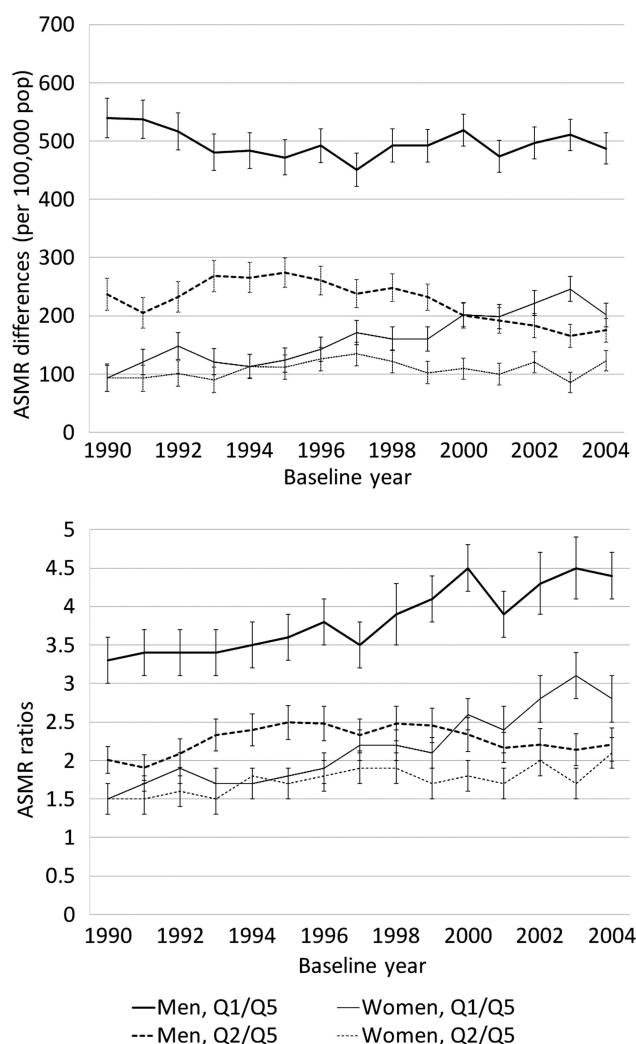 700
600
500
400
300
200
100
0
ASMR differences (per 100,000 pop)
1990 1992 1994 1996 1998 2000 2002 2004
Baseline year
5
4.5
4
3.5
3
2.5
2
1.5
1
0.5
0
ASMR ratios
1990 1992 1994 1996 1998 2000 2002 2004
Baseline year
Men, Q1/Q5 Women, Q1/Q5
Men, Q2/Q5 Women, Q2/Q5